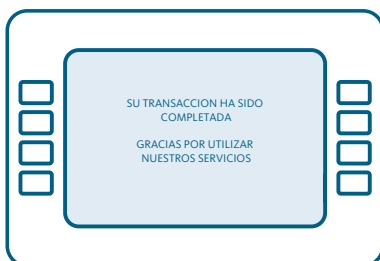 SU TRANSACCION HA SIDO
COMPLETADA
GRACIAS POR UTILIZAR
NUESTROS SERVICIOS